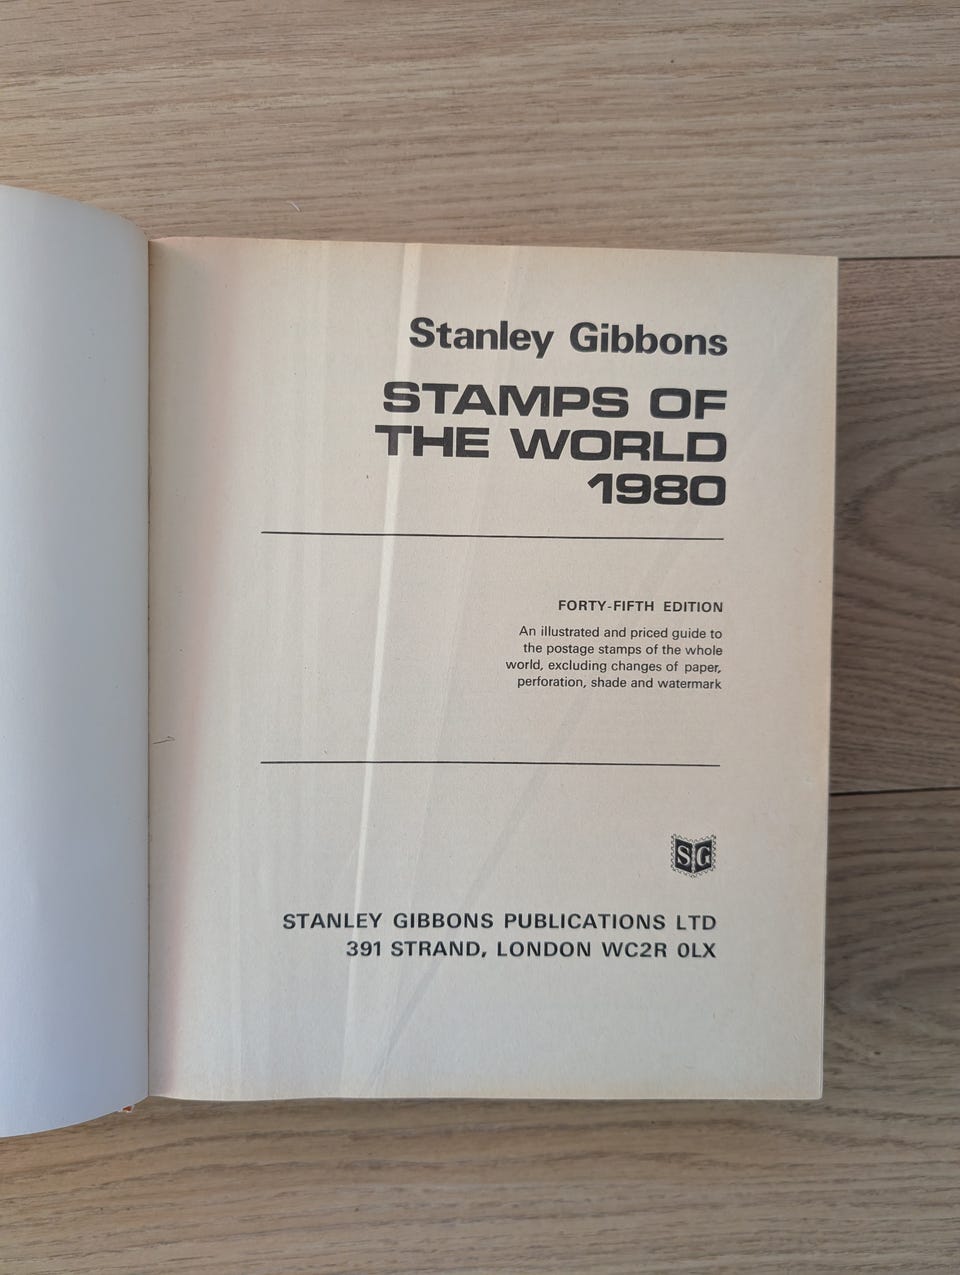 Stanley Gibbons
STAMPS OF
THE WORLD
1980
FORTY-FIFTH EDITION
An illustrated and priced guide to
the postage stamps of the whole
world, excluding changes of paper,
perforation, shade and watermark
SG
STANLEY GIBBONS PUBLICATIONS LTD
391 STRAND, LONDON WC2R 0LX